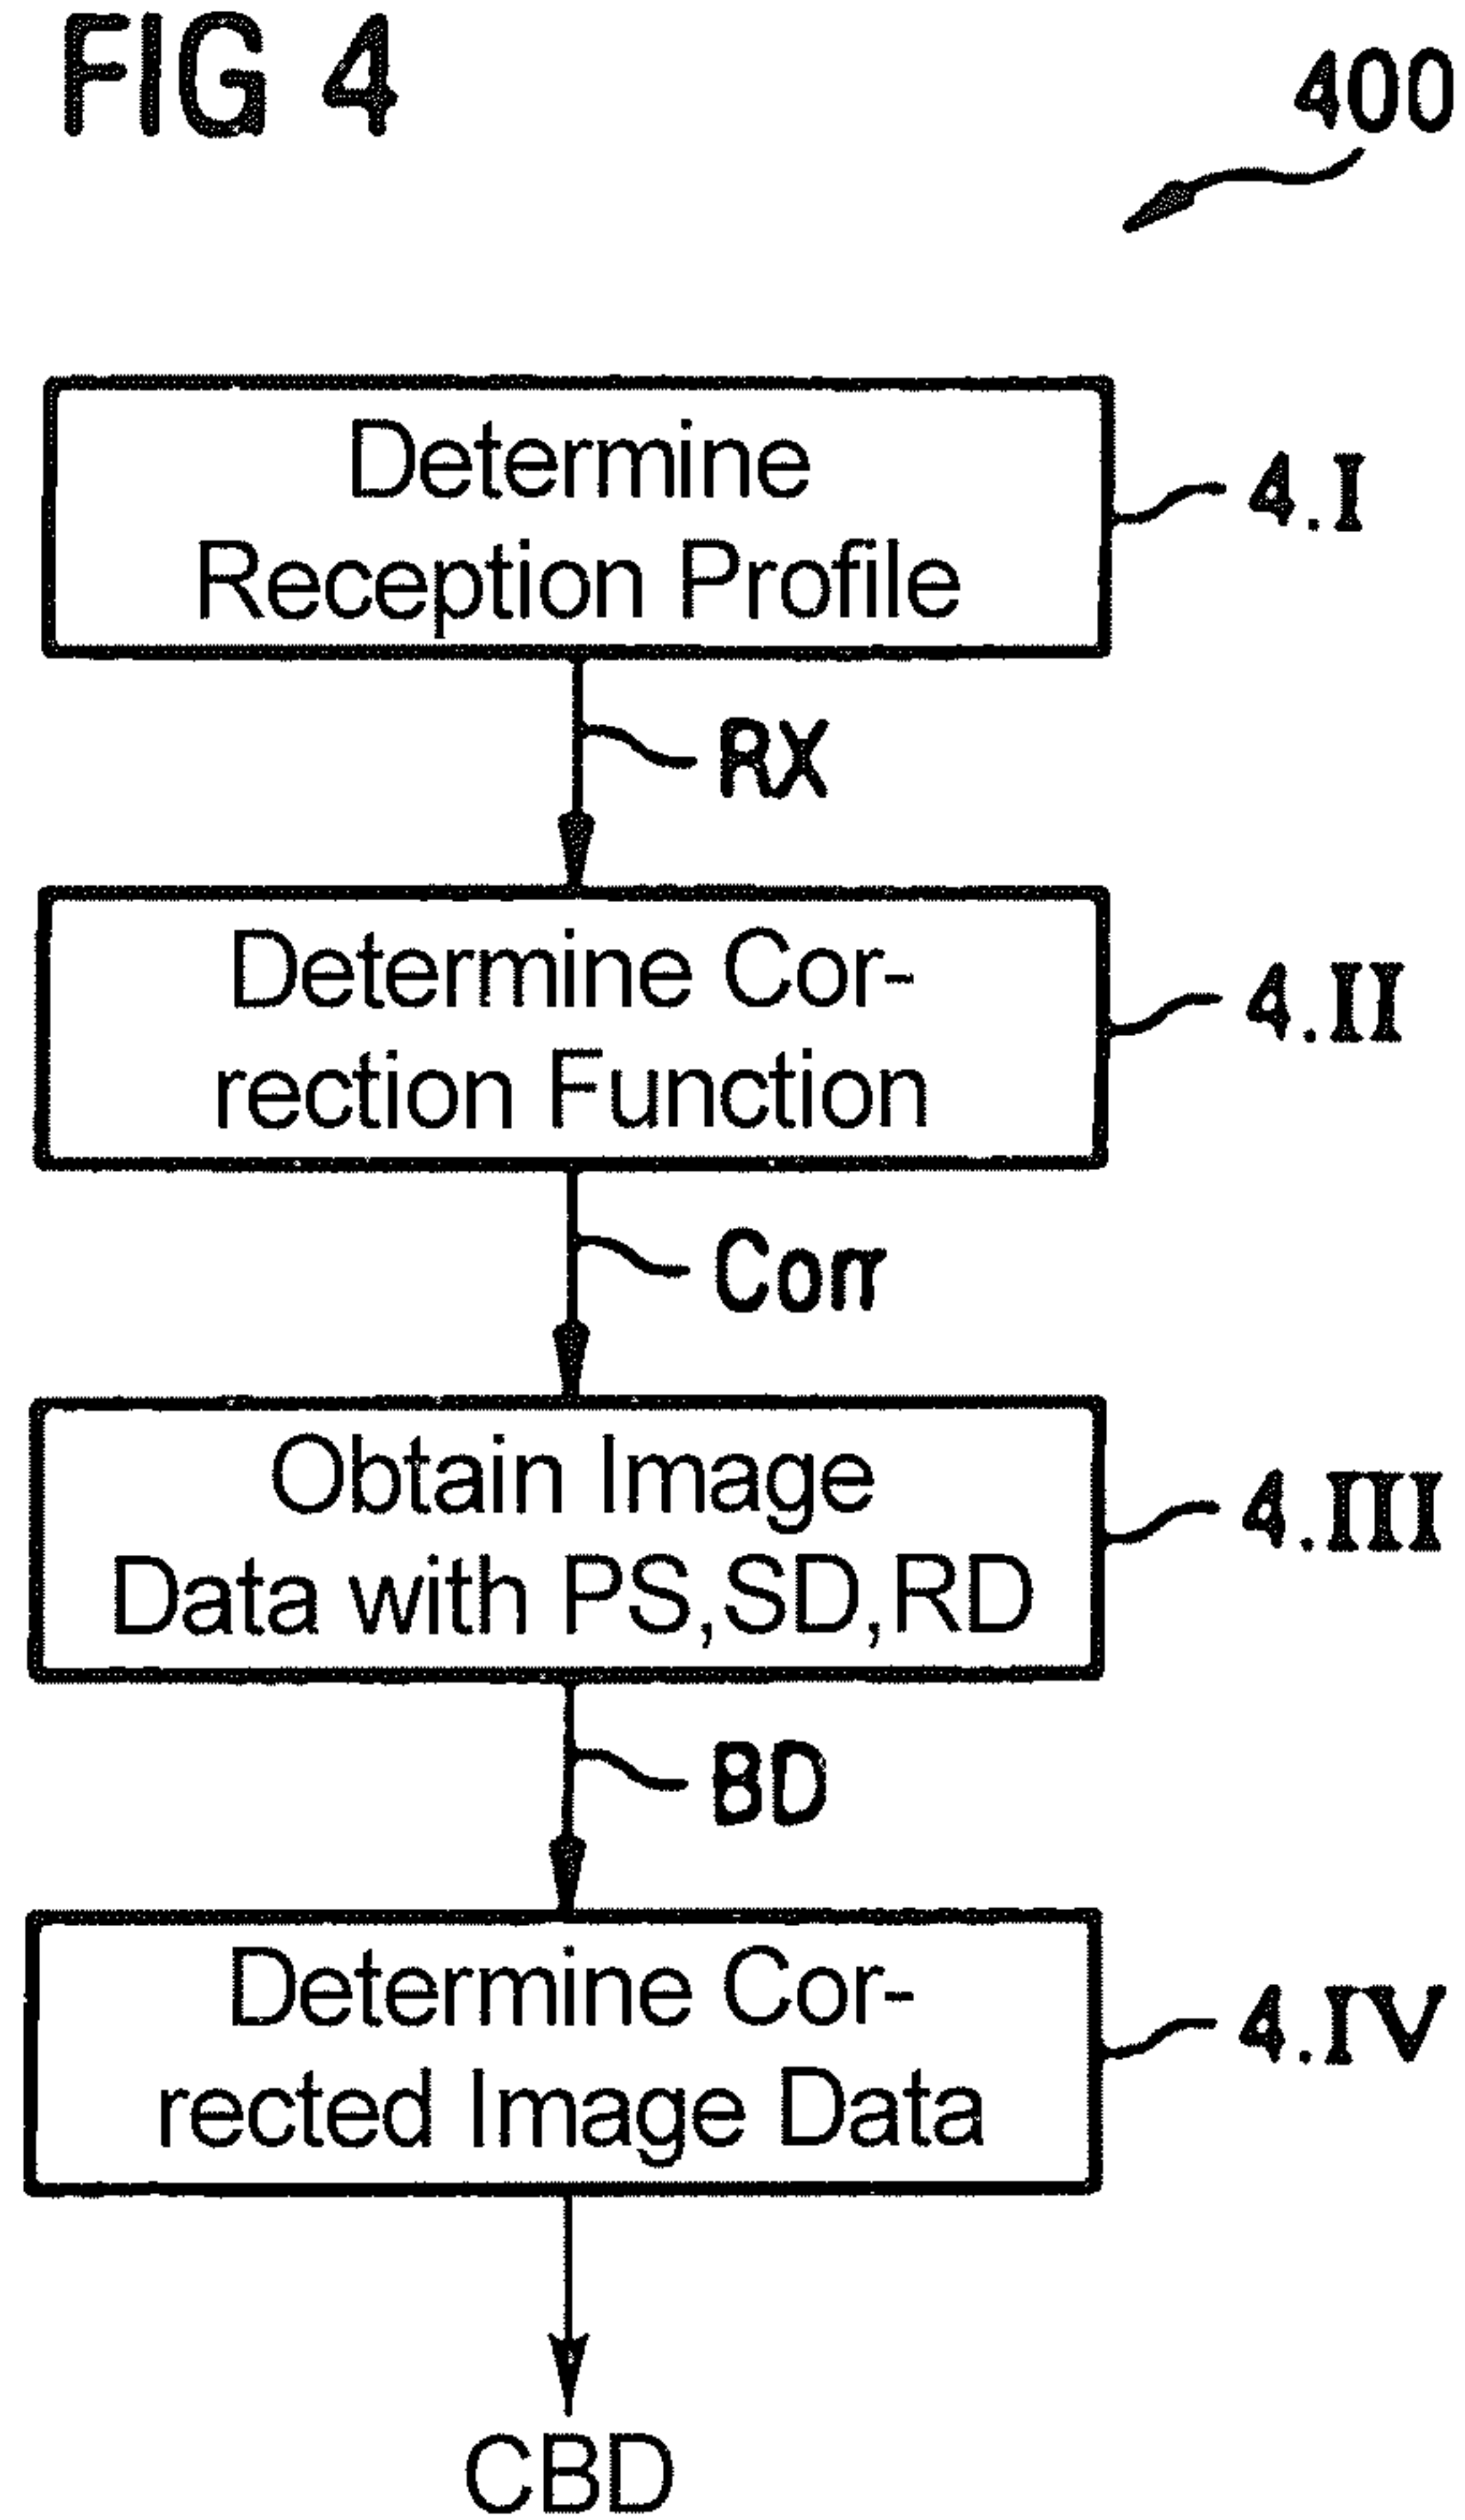 FIG 4
400
Determine
Reception Profile
4.I
RX
Determine Cor-
rection Function
4.II
Corr
Obtain Image
Data with PS,SD,RD
4.III
BD
Determine Cor-
rected Image Data
4.IV
CBD